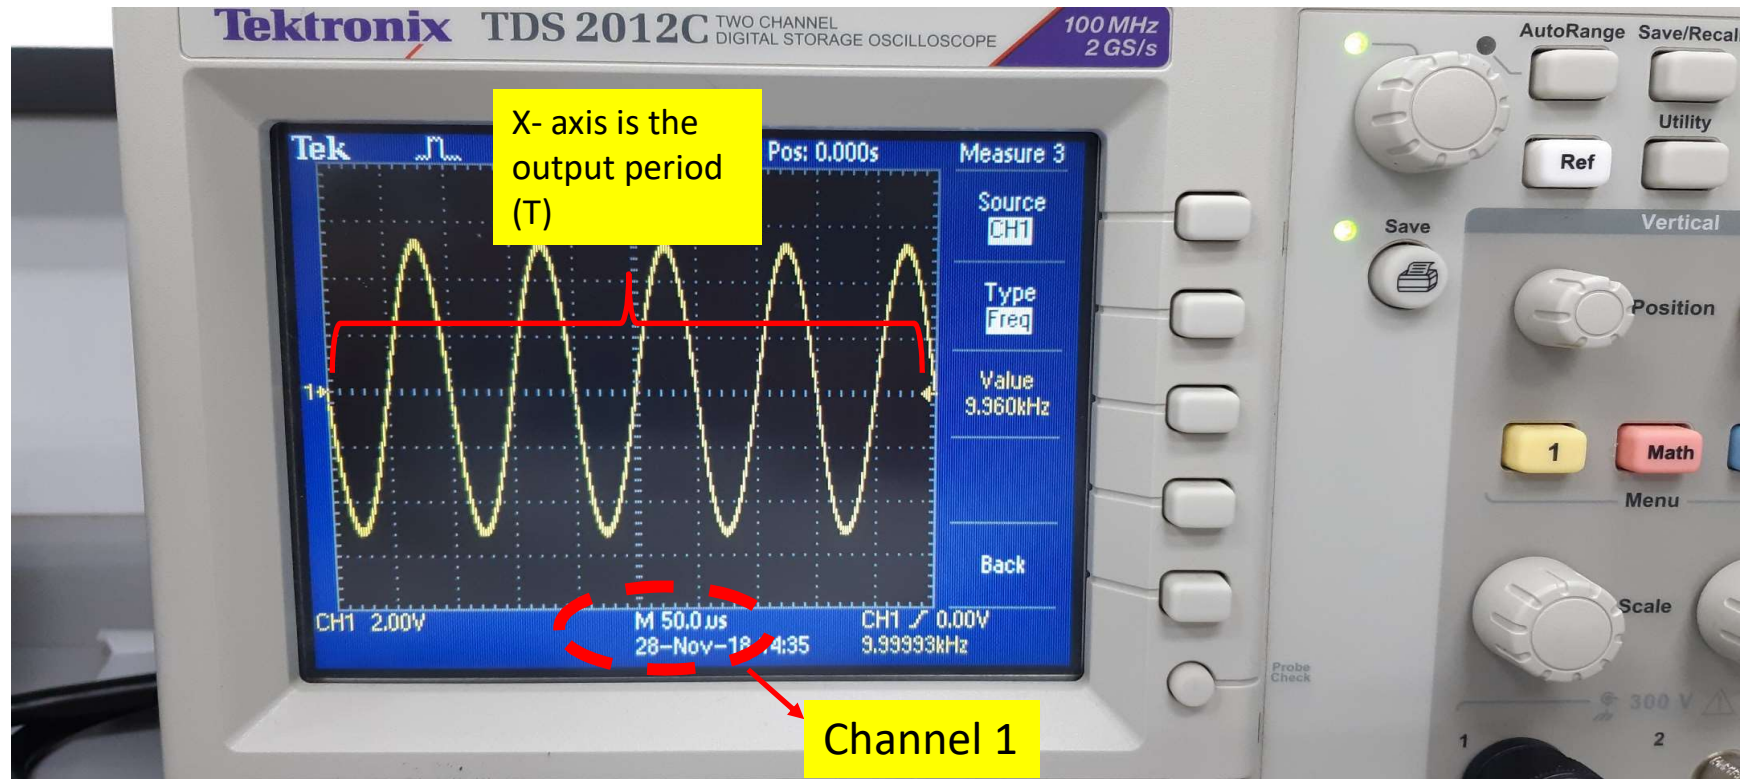 Tektronix TDS 2012C TWO CHANNEL
DIGITAL STORAGE OSCILLOSCOPE
100 MHz
2 GS/s
X- axis is the
output period
(T)
Tek Pos: 0.000s Measure 3
Source
CH1
Type
Freq
Value
9.960kHz
Back
1
CH1 2.00V M 50.0µs CH1 0.00V
28-Nov-18 14:35 9.99993kHz
Channel 1
AutoRange Save/Recal
Utility
Ref
Save
Vertical
Position
1 Math
Menu
Scale
Probe
Check
300 V
1 2